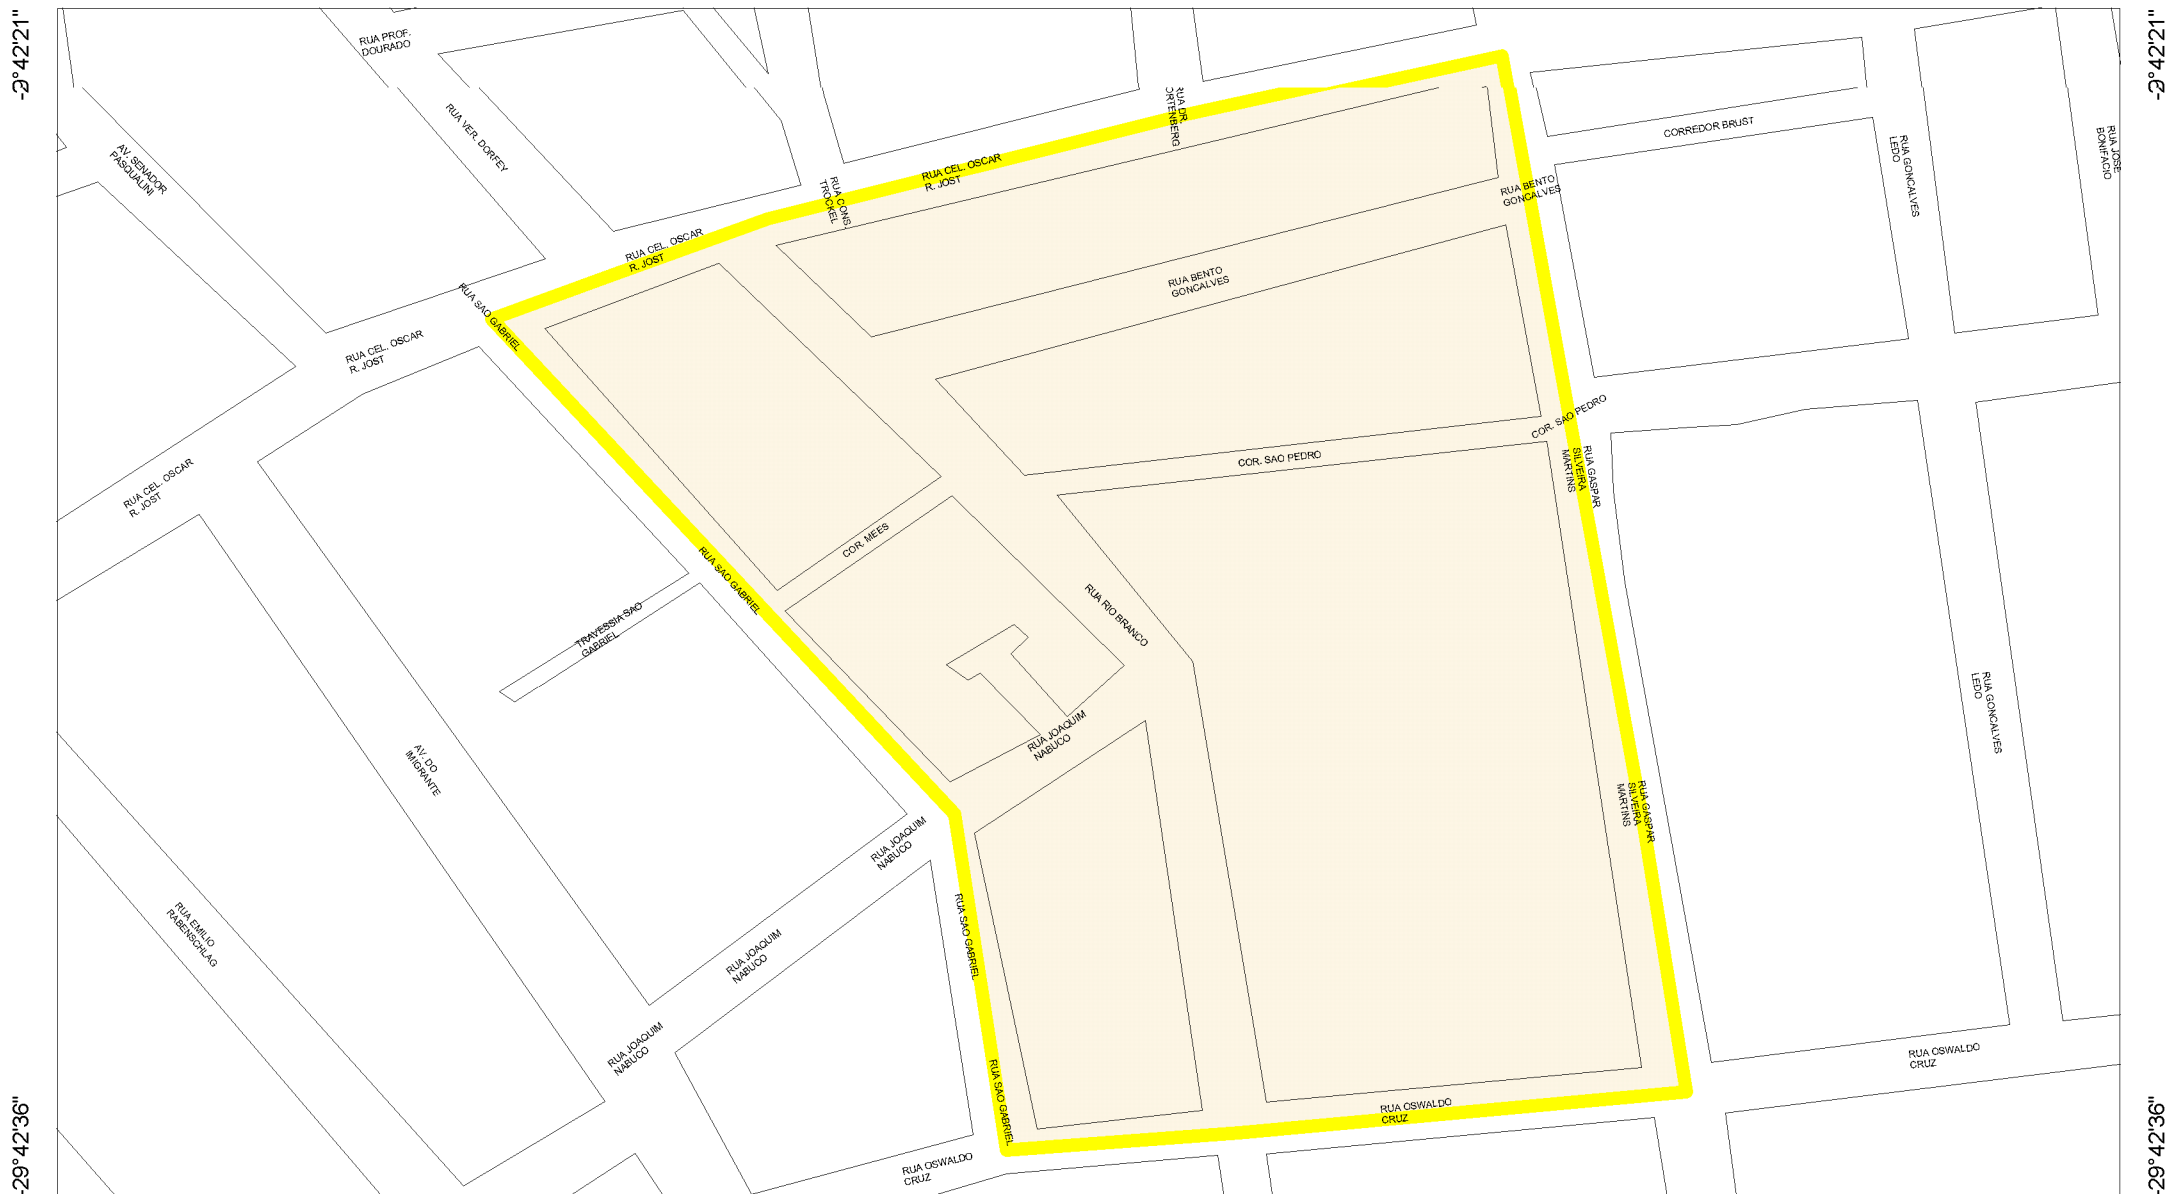 -29°42'21"
-29°42'21"
RUA PROF.
DOURADO
RUA VER. DORFEY
AV. SENADOR
PASQUALINI
RUA DR.
ORTENBERG
CORREDOR BRUST
RUA GONCALVES
LEDO
RUA JOSE
BONIFACIO
RUA CEL. OSCAR
R. JOST
RUA CONS.
TROCKEL
RUA BENTO
GONCALVES
RUA CEL. OSCAR
R. JOST
RUA BENTO
GONCALVES
RUA SAO GABRIEL
RUA CEL. OSCAR
R. JOST
COR. SAO PEDRO
COR. SAO PEDRO
RUA GASPAR
SILVEIRA
MARTINS
RUA CEL. OSCAR
R. JOST
COR. MEES
RUA SAO GABRIEL
RUA RIO BRANCO
TRAVESSIA SAO
GABRIEL
RUA GONCALVES
LEDO
RUA JOAQUIM
NABUCO
AV. DO
IMIGRANTE
RUA GASPAR
SILVEIRA
MARTINS
RUA JOAQUIM
NABUCO
RUA EMILIO
RABENSCHLAG
RUA SAO GABRIEL
RUA JOAQUIM
NABUCO
RUA JOAQUIM
NABUCO
RUA OSWALDO
CRUZ
RUA SAO GABRIEL
RUA OSWALDO
CRUZ
RUA OSWALDO
CRUZ
-29°42'36"
-29°42'36"